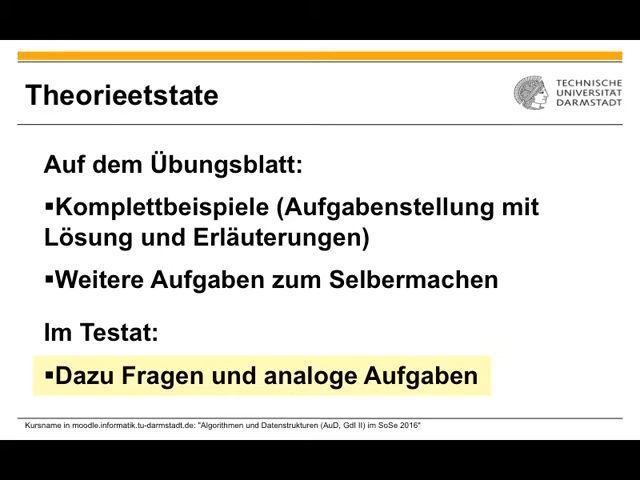 Theorieetstate
TECHNISCHE
UNIVERSITÄT
DARMSTADT
Auf dem Übungsblatt:
▪Komplettbeispiele (Aufgabenstellung mit
Lösung und Erläuterungen)
▪Weitere Aufgaben zum Selbermachen
Im Testat:
▪Dazu Fragen und analoge Aufgaben
Kursname in moodle.informatik.tu-darmstadt.de: "Algorithmen und Datenstrukturen (AuD, GdI II) im SoSe 2016"